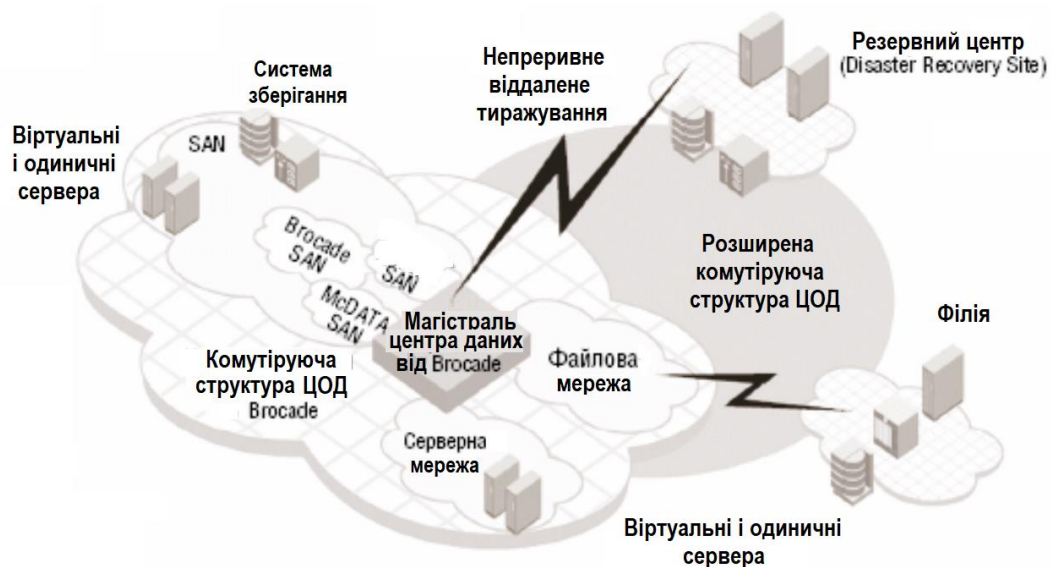 Резервний центр
(Disaster Recovery Site)
Непреривне
віддалене
тиражування
Система
зберігання
Віртуальні
і одиничні
сервера
SAN
Brocade
SAN
SAN
McDATA
SAN
Магістраль
центра даних
від Brocade
Розширена
комутіруюча
структура ЦОД
Філія
Комутіруюча
структура ЦОД
Brocade
Файлова
мережа
Серверна
мережа
Віртуальні і одиничні
сервера